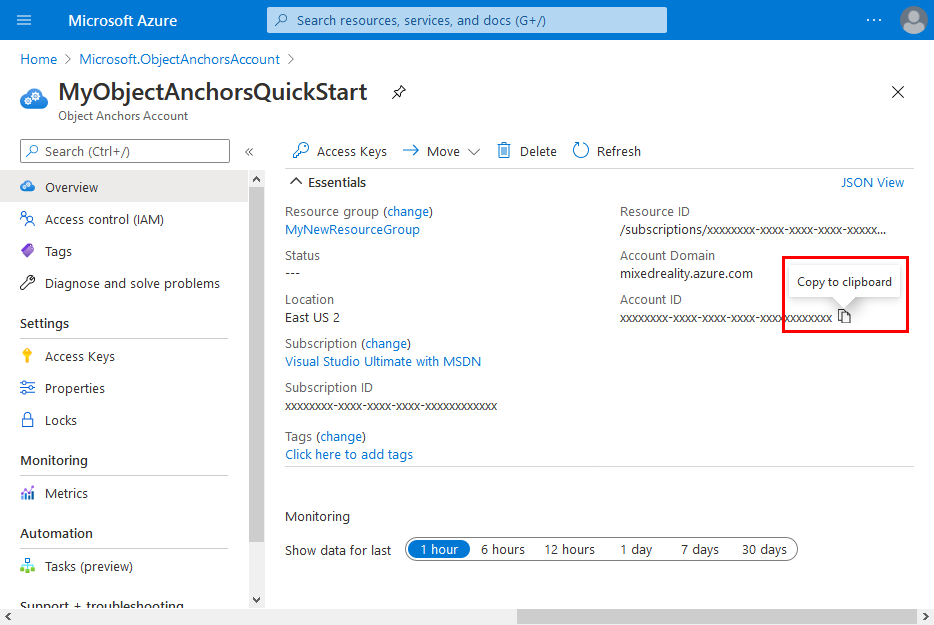 Microsoft Azure
Search resources, services, and docs (G+/)
Home
Microsoft.ObjectAnchorsAccount
MyObjectAnchorsQuickStart
Object Anchors Account
Search (Ctrl+/)
Overview
Access control (IAM)
Tags
Diagnose and solve problems
Settings
Access Keys
Properties
Locks
Monitoring
Metrics
Automation
Tasks (preview)
Support + troubleshooting
Access Keys
Move
Delete
Refresh
Essentials
JSON View
Resource group (change)
MyNewResourceGroup
Status
---
Location
East US 2
Subscription (change)
Visual Studio Ultimate with MSDN
Subscription ID
xxxxxxxx-xxxx-xxxx-xxxx-xxxxxxxxxxxx
Tags (change)
Click here to add tags
Resource ID
/subscriptions/xxxxxxxx-xxxx-xxxx-xxxx-xxxxx...
Account Domain
mixedreality.azure.com
Copy to clipboard
Account ID
xxxxxxxx-xxxx-xxxx-xxxx-xxxxxxxxxxxx
Monitoring
Show data for last
1 hour
6 hours
12 hours
1 day
7 days
30 days